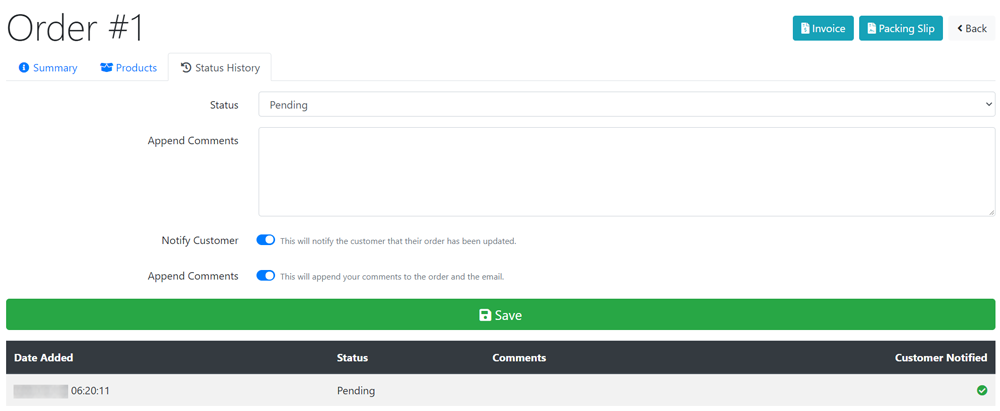 Order #1
Invoice
Packing Slip
Back
Summary
Products
Status History
Status
Pending
Append Comments
Notify Customer
This will notify the customer that their order has been updated.
Append Comments
This will append your comments to the order and the email.
Save
Date Added Status Comments Customer Notified
06:20:11 Pending